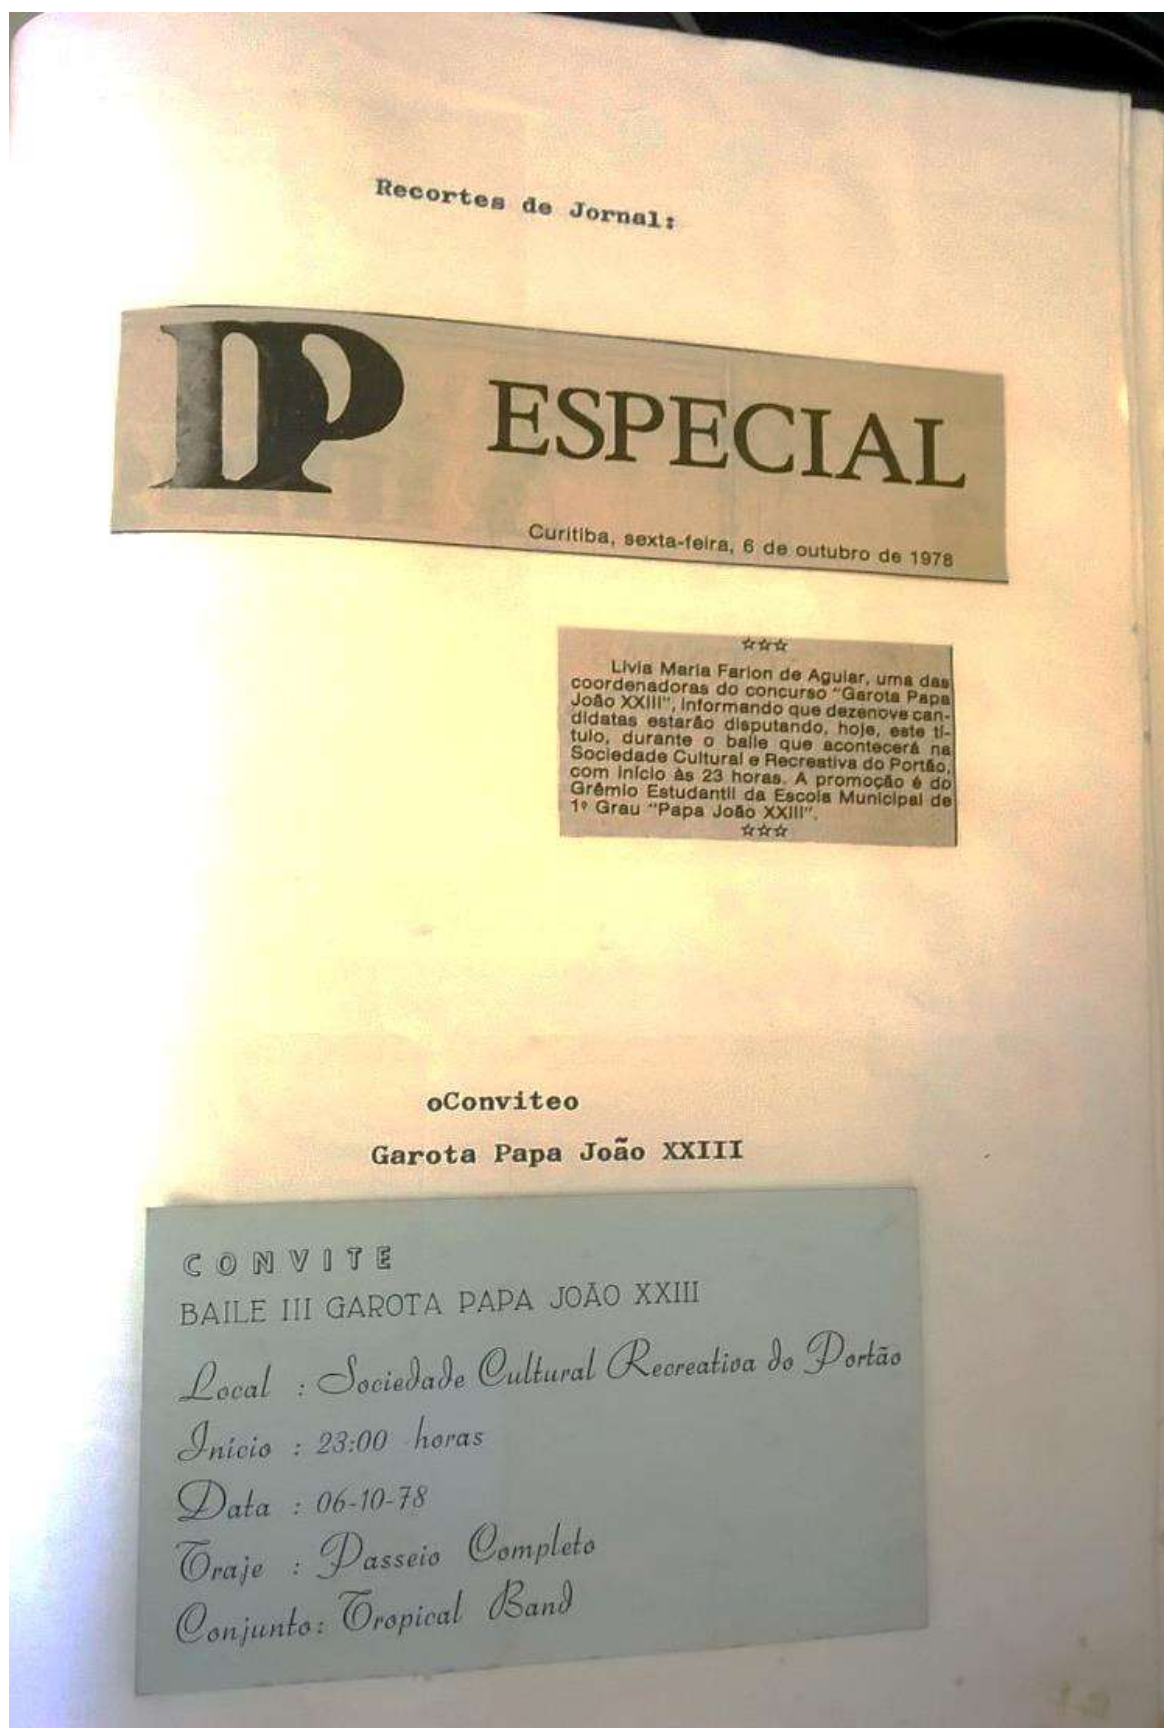 Recortes de Jornal:
DP ESPECIAL
Curitiba, sexta-feira, 6 de outubro de 1978
☆☆☆
Livia Maria Farion de Aguiar, uma das
coordenadoras do concurso "Garota Papa
João XXIII", informando que dezenove can-
didatas estarão disputando, hoje, este tí-
tulo, durante o baile que acontecerá na
Sociedade Cultural e Recreativa do Portão,
com início às 23 horas. A promoção é do
Grêmio Estudantil da Escola Municipal de
1º Grau "Papa João XXIII".
☆☆☆
oConviteo
Garota Papa João XXIII
CONVITE
BAILE III GAROTA PAPA JOÃO XXIII
Local : Sociedade Cultural Recreativa do Portão
Início : 23:00 horas
Data : 06-10-78
Traje : Passeio Completo
Conjunto: Tropical Band